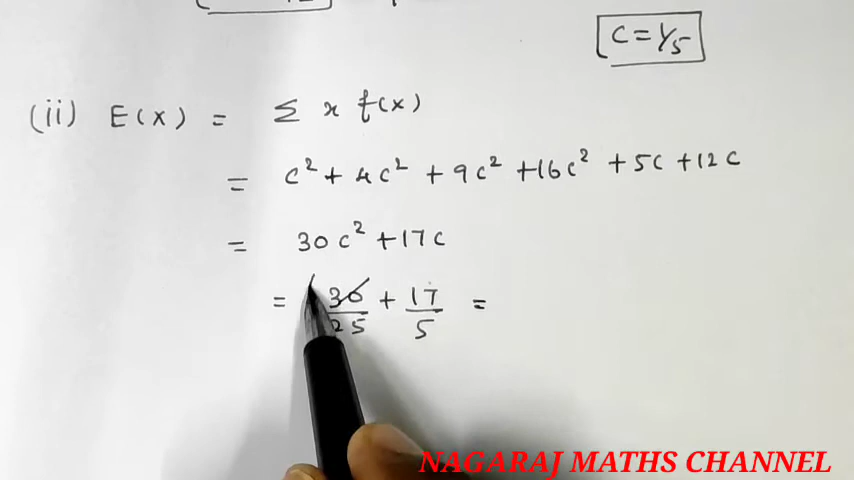 C = 1/5
(ii) E(X) = Σ x f(x)
= c² + 4c² + 9c² + 16c² + 5c + 12c
= 30c² + 17c
= 30/25 + 17/5 =
NAGARAJ MATHS CHANNEL